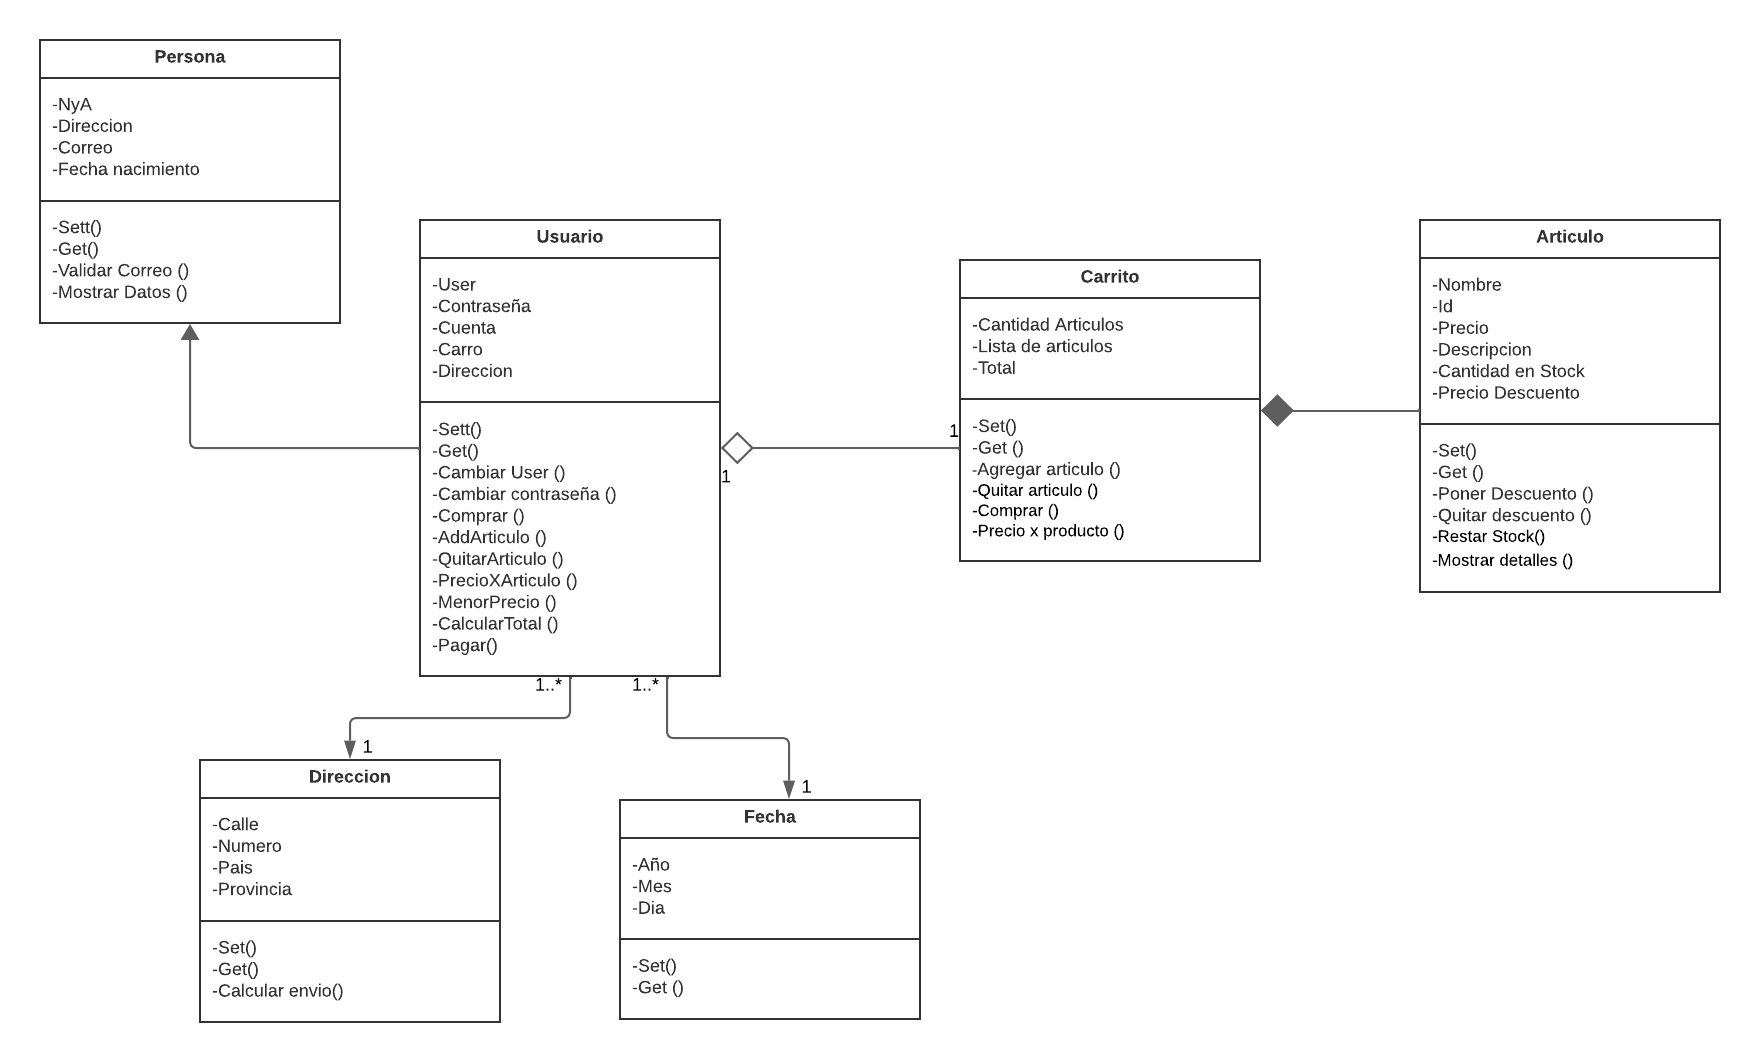 Persona
-NyA
-Direccion
-Correo
-Fecha nacimiento
-Sett()
-Get()
-Validar Correo ()
-Mostrar Datos ()
Usuario
-User
-Contraseña
-Cuenta
-Carro
-Direccion
-Sett()
-Get()
-Cambiar User ()
-Cambiar contraseña ()
-Comprar ()
-AddArticulo ()
-QuitarArticulo ()
-PrecioXArticulo ()
-MenorPrecio ()
-CalcularTotal ()
-Pagar()
1
1
Carrito
-Cantidad Articulos
-Lista de articulos
-Total
-Set()
-Get ()
-Agregar articulo ()
-Quitar articulo ()
-Comprar ()
-Precio x producto ()
Articulo
-Nombre
-Id
-Precio
-Descripcion
-Cantidad en Stock
-Precio Descuento
-Set()
-Get ()
-Poner Descuento ()
-Quitar descuento ()
-Restar Stock()
-Mostrar detalles ()
1..*
1..*
1
1
Direccion
-Calle
-Numero
-Pais
-Provincia
-Set()
-Get()
-Calcular envio()
Fecha
-Año
-Mes
-Dia
-Set()
-Get ()